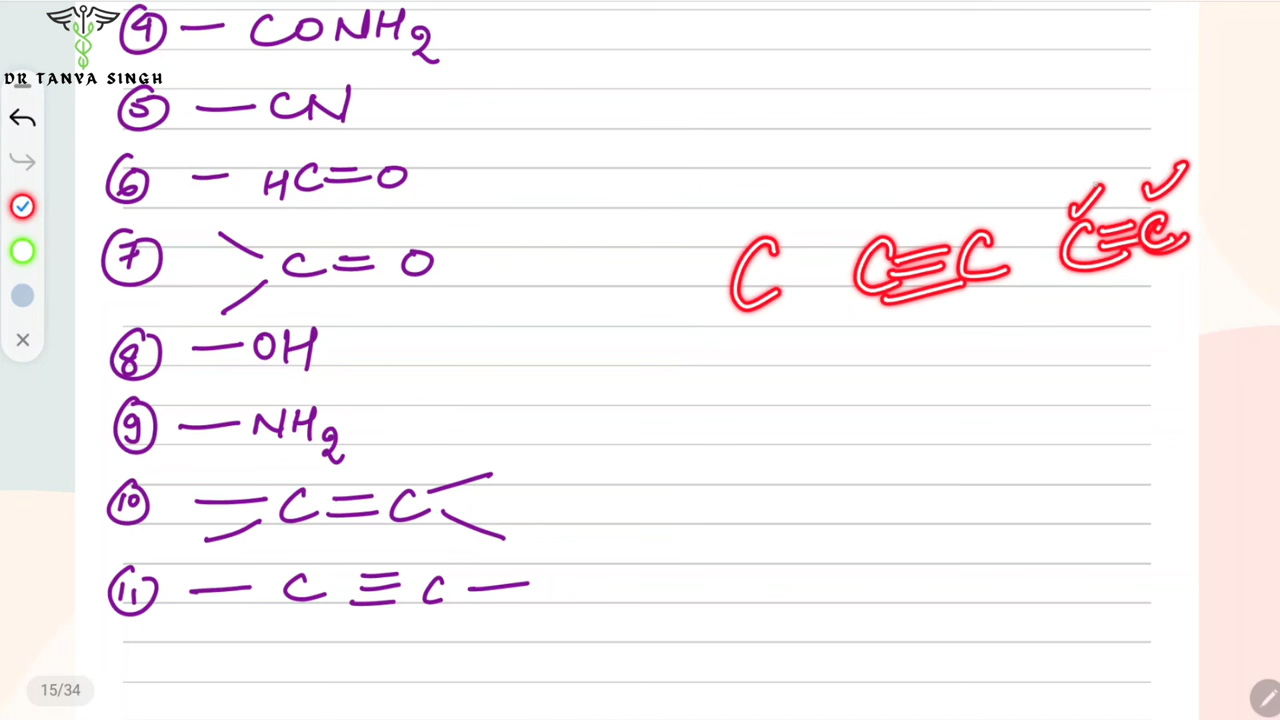 ④ — CONH₂
DR TANYA SINGH
⑤ — CN
⑥ — HC=O
⑦ >C=O
C C≡C C≡C
⑧ — OH
⑨ — NH₂
⑩ >C=C<
⑪ — C≡C —
15/34